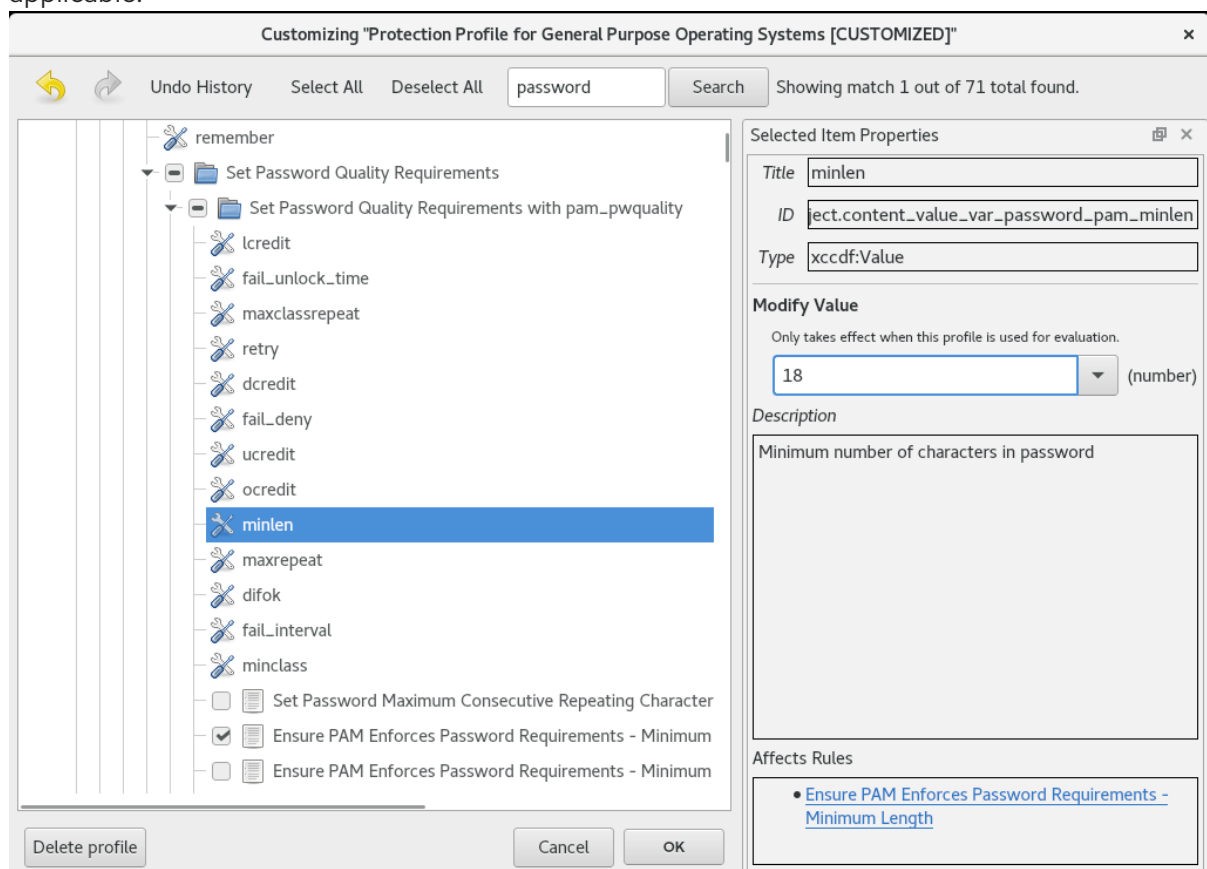 applicable.
Customizing "Protection Profile for General Purpose Operating Systems [CUSTOMIZED]"
Undo History Select All Deselect All password Search Showing match 1 out of 71 total found.
remember
Set Password Quality Requirements
Set Password Quality Requirements with pam_pwquality
lcredit
fail_unlock_time
maxclassrepeat
retry
dcredit
fail_deny
ucredit
ocredit
minlen
maxrepeat
difok
fail_interval
minclass
Set Password Maximum Consecutive Repeating Character
Ensure PAM Enforces Password Requirements - Minimum
Ensure PAM Enforces Password Requirements - Minimum
Delete profile Cancel OK
Selected Item Properties
Title minlen
ID ject.content_value_var_password_pam_minlen
Type xccdf:Value
Modify Value
Only takes effect when this profile is used for evaluation.
18 (number)
Description
Minimum number of characters in password
Affects Rules
• Ensure PAM Enforces Password Requirements -
Minimum Length